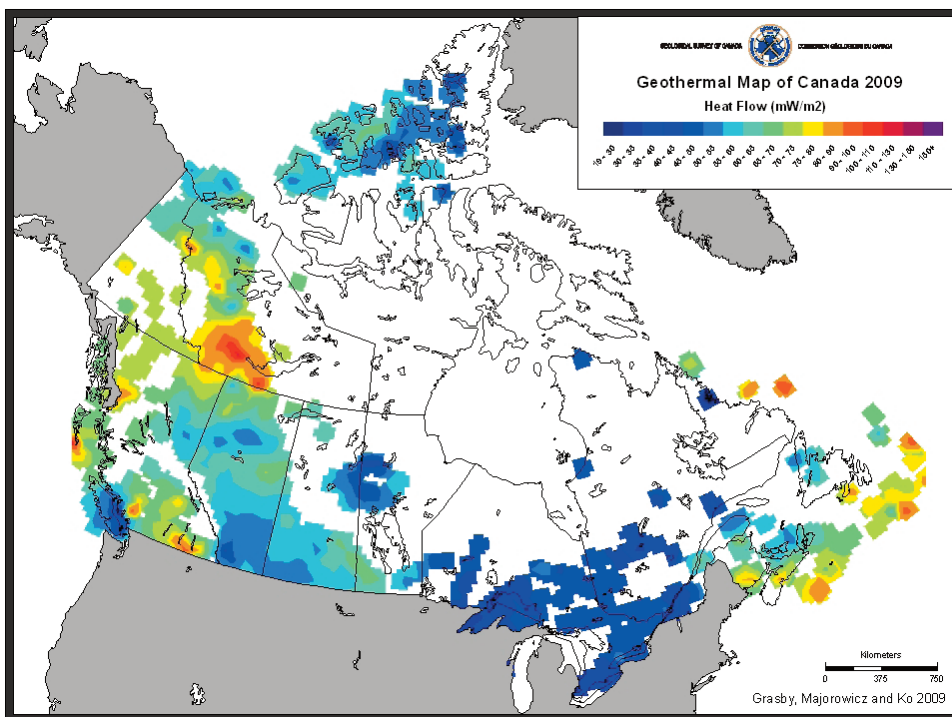 GEOLOGICAL SURVEY OF CANADA
COMMISSION GÉOLOGIQUE DU CANADA
Geothermal Map of Canada 2009
Heat Flow (mW/m2)
10 - 30
30 - 35
35 - 40
40 - 45
45 - 50
50 - 55
55 - 60
60 - 65
65 - 70
70 - 75
75 - 80
80 - 90
90 - 100
100 - 110
110 - 130
130 - 150
150+
Kilometers
0 375 750
Grasby, Majorowicz and Ko 2009